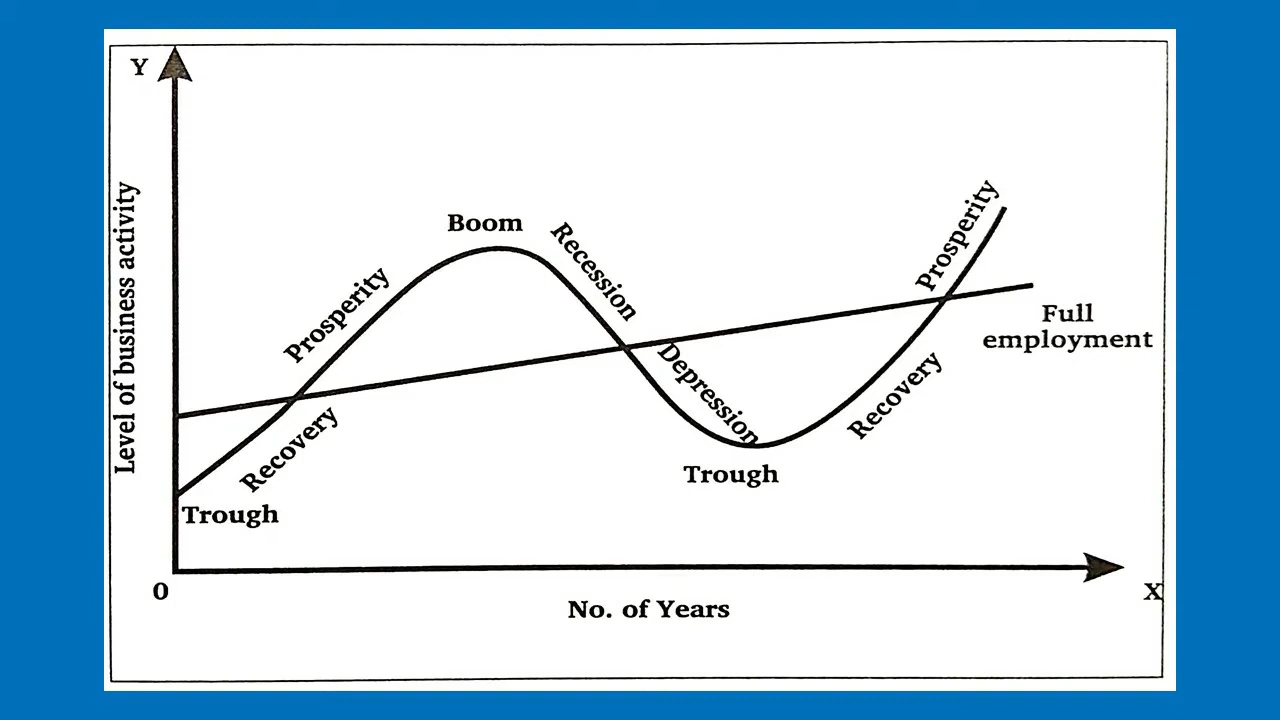 Y
Level of business activity
Boom
Recession
Prosperity
Prosperity
Full
employment
Depression
Recovery
Recovery
Trough
Trough
0
X
No. of Years